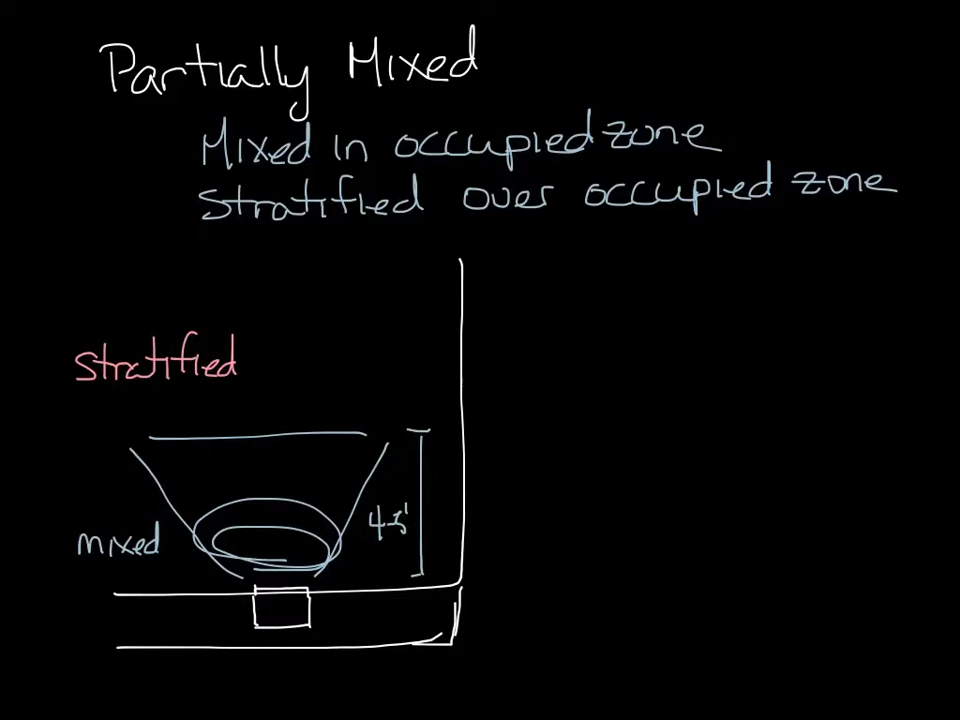 Partially Mixed
Mixed in occupied zone
Stratified over occupied zone
Stratified
4-5'
mixed